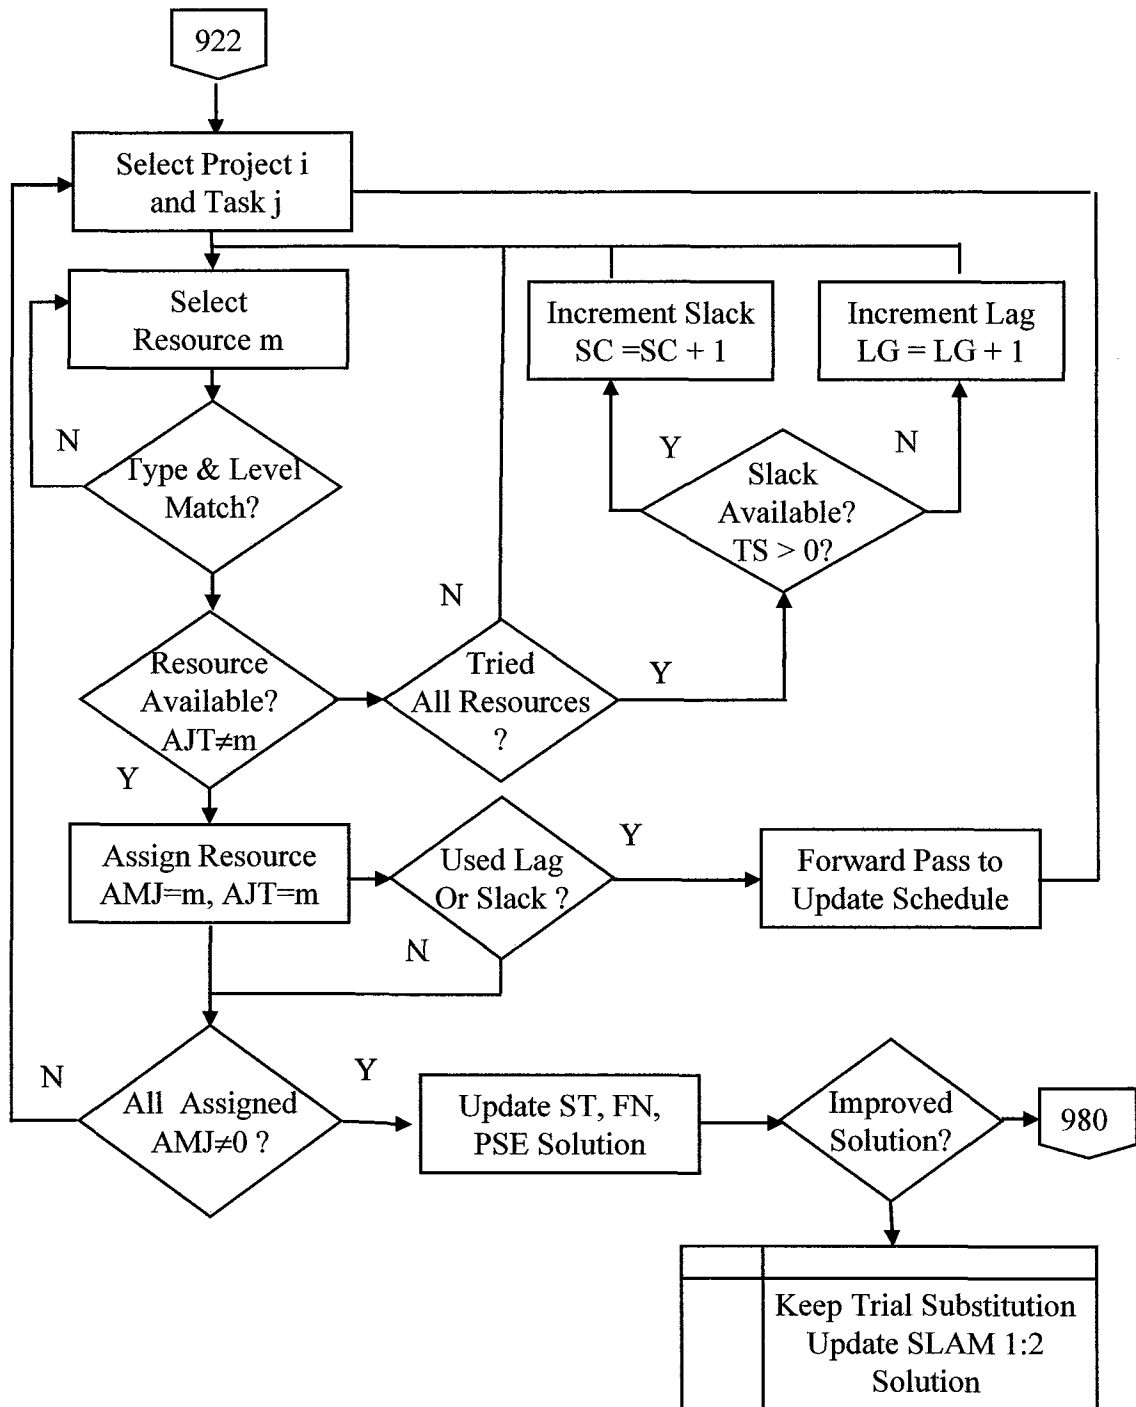 922
Select Project i
and Task j
Select
Resource m
Increment Slack
SC =SC + 1
Increment Lag
LG = LG + 1
N
Type & Level
Match?
Y
N
Slack
Available?
TS > 0?
N
Resource
Available?
AJT≠m
Tried
All Resources
?
Y
Y
Assign Resource
AMJ=m, AJT=m
Used Lag
Or Slack ?
Y
Forward Pass to
Update Schedule
N
N
All Assigned
AMJ≠0 ?
Y
Update ST, FN,
PSE Solution
Improved
Solution?
980
Keep Trial Substitution
Update SLAM 1:2
Solution